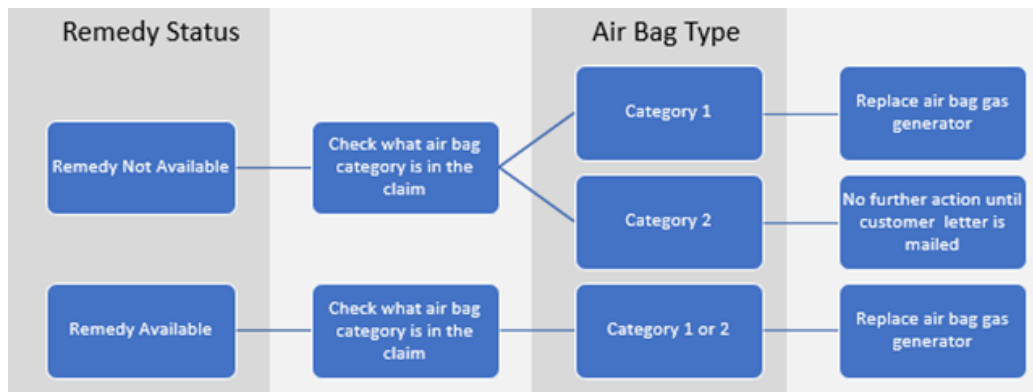 Remedy Status
Air Bag Type
Remedy Not Available
Check what air bag
category is in the
claim
Category 1
Replace air bag gas
generator
Category 2
No further action until
customer letter is
mailed
Remedy Available
Check what air bag
category is in the
claim
Category 1 or 2
Replace air bag gas
generator